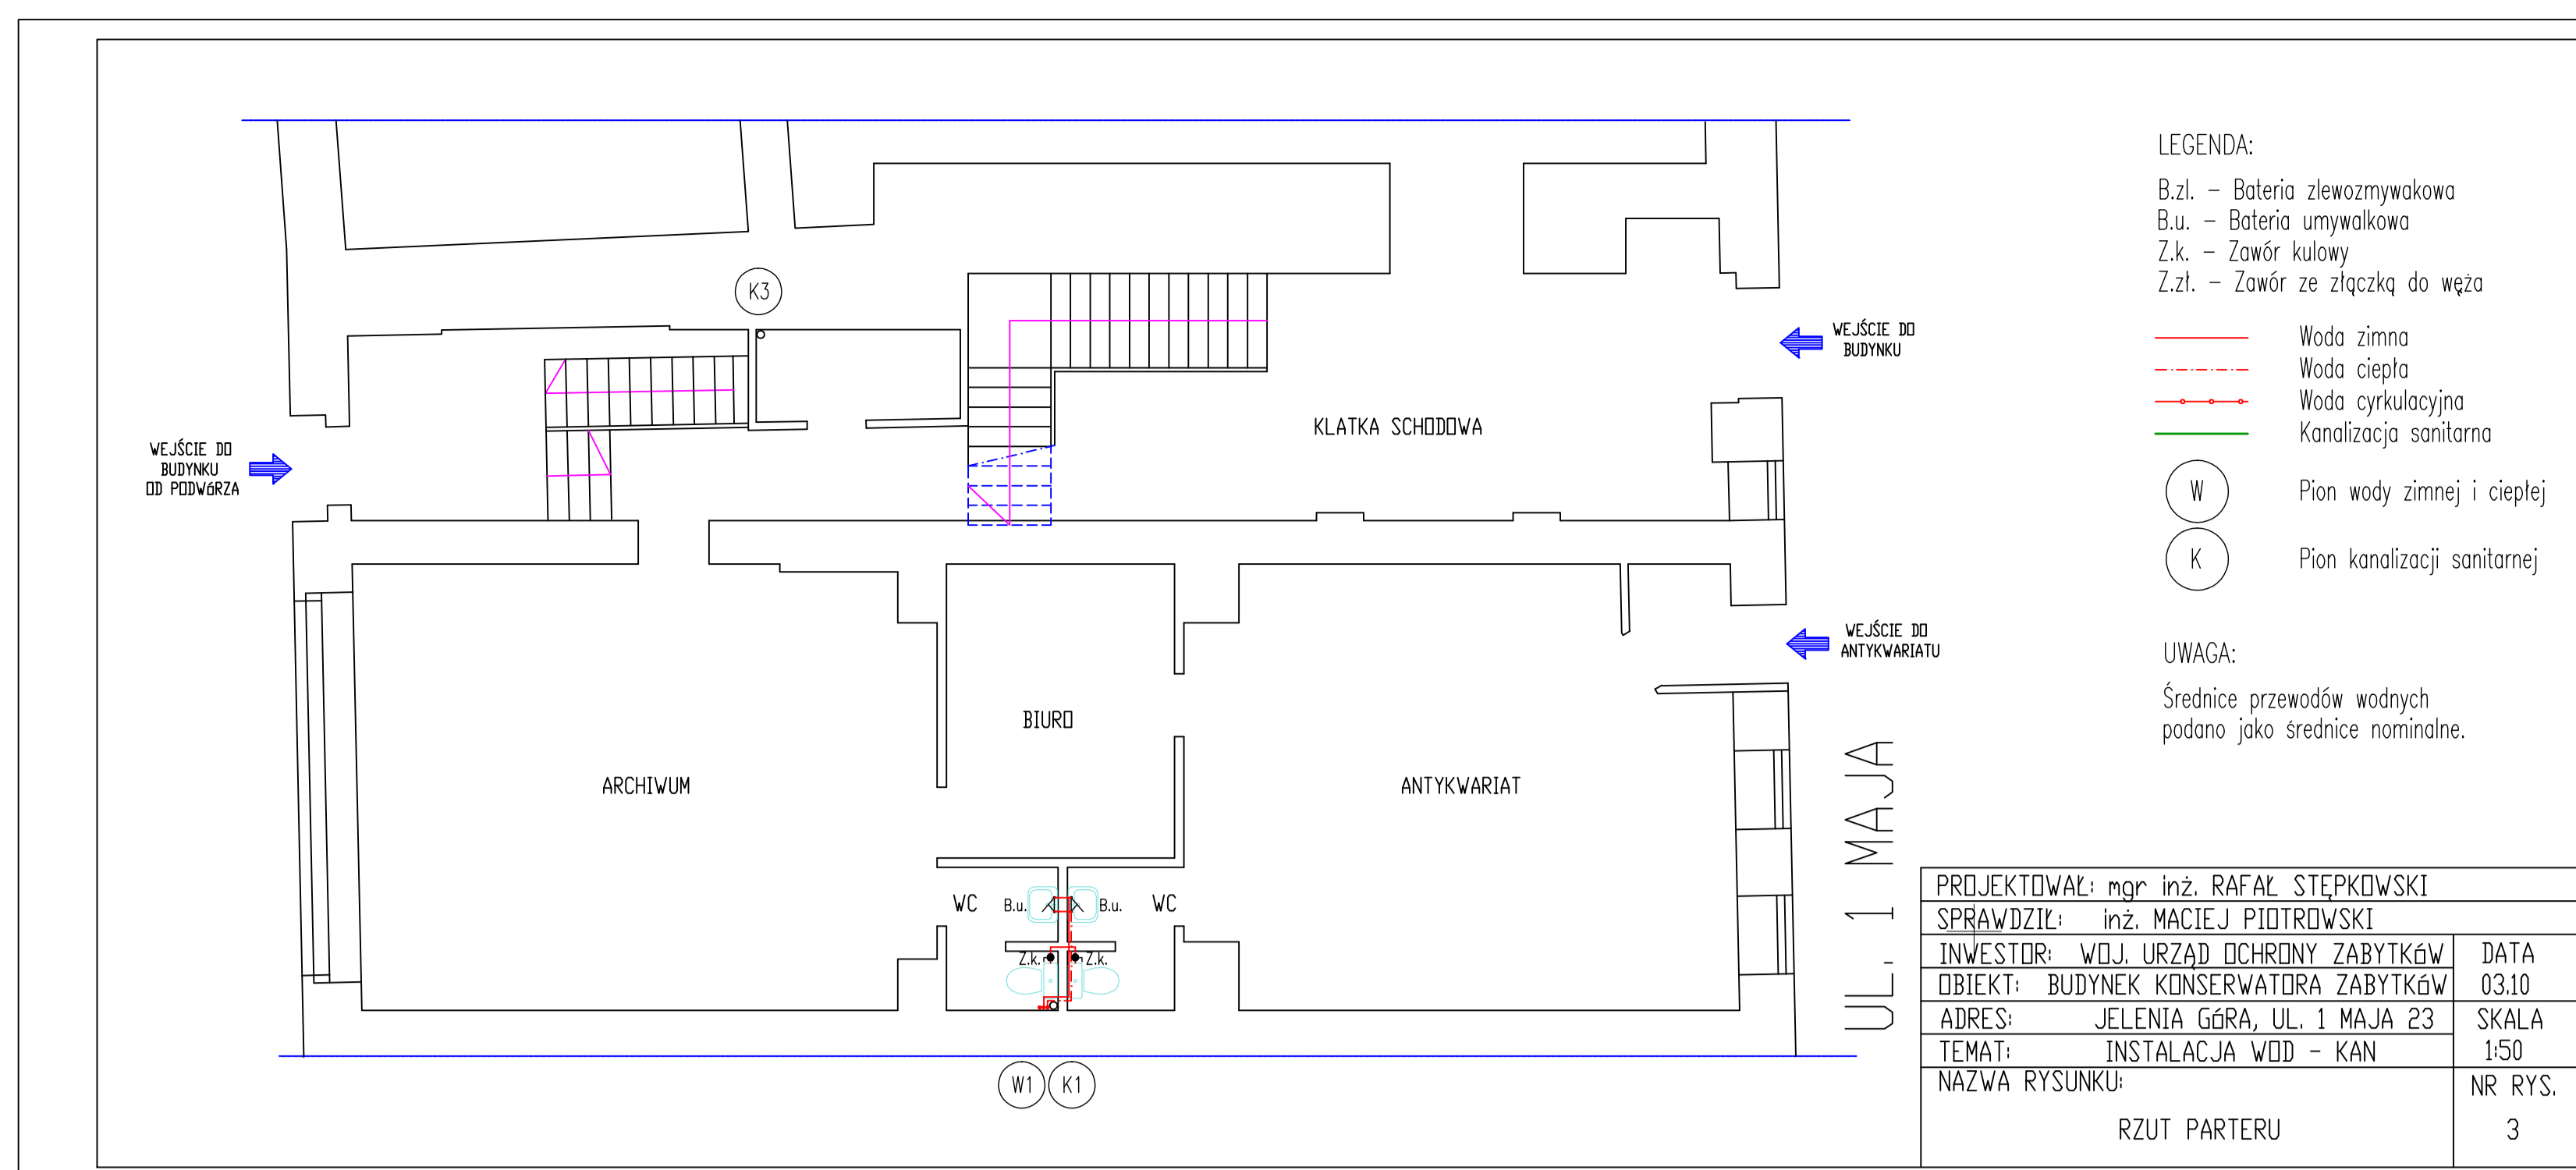 LEGENDA:
B.zl. – Bateria zlewozmywakowa
B.u. – Bateria umywalkowa
Z.k. – Zawór kulowy
Z.zł. – Zawór ze złączką do węża
Woda zimna
Woda ciepła
Woda cyrkulacyjna
Kanalizacja sanitarna
W
Pion wody zimnej i ciepłej
K
Pion kanalizacji sanitarnej
UWAGA:
Średnice przewodów wodnych
podano jako średnice nominalne.
K3
WEJŚCIE DO
BUDYNKU
KLATKA SCHODOWA
WEJŚCIE DO
BUDYNKU
OD PODWóRZA
WEJŚCIE DO
ANTYKWARIATU
BIURO
ARCHIWUM
ANTYKWARIAT
UL. 1 MAJA
WC
B.u.
B.u.
WC
Z.k.
Z.k.
W1
K1
PROJEKTOWAŁ: mgr inż. RAFAŁ STĘPKOWSKI
SPRAWDZIŁ: inż. MACIEJ PIOTROWSKI
INWESTOR: WOJ. URZĄD OCHRONY ZABYTKóW
DATA
OBIEKT: BUDYNEK KONSERWATORA ZABYTKóW
03.10
ADRES: JELENIA GóRA, UL. 1 MAJA 23
SKALA
TEMAT: INSTALACJA WOD – KAN
1:50
NAZWA RYSUNKU:
NR RYS.
RZUT PARTERU
3